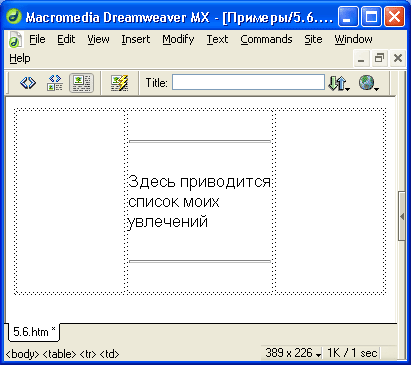 Macromedia Dreamweaver MX - [Примеры/5.6....
File Edit View Insert Modify Text Commands Site Window
Help
Title:
Здесь приводится
список моих
увлечений
5.6.htm*
<body> <table> <tr> <td> 389 x 226 1K / 1 sec